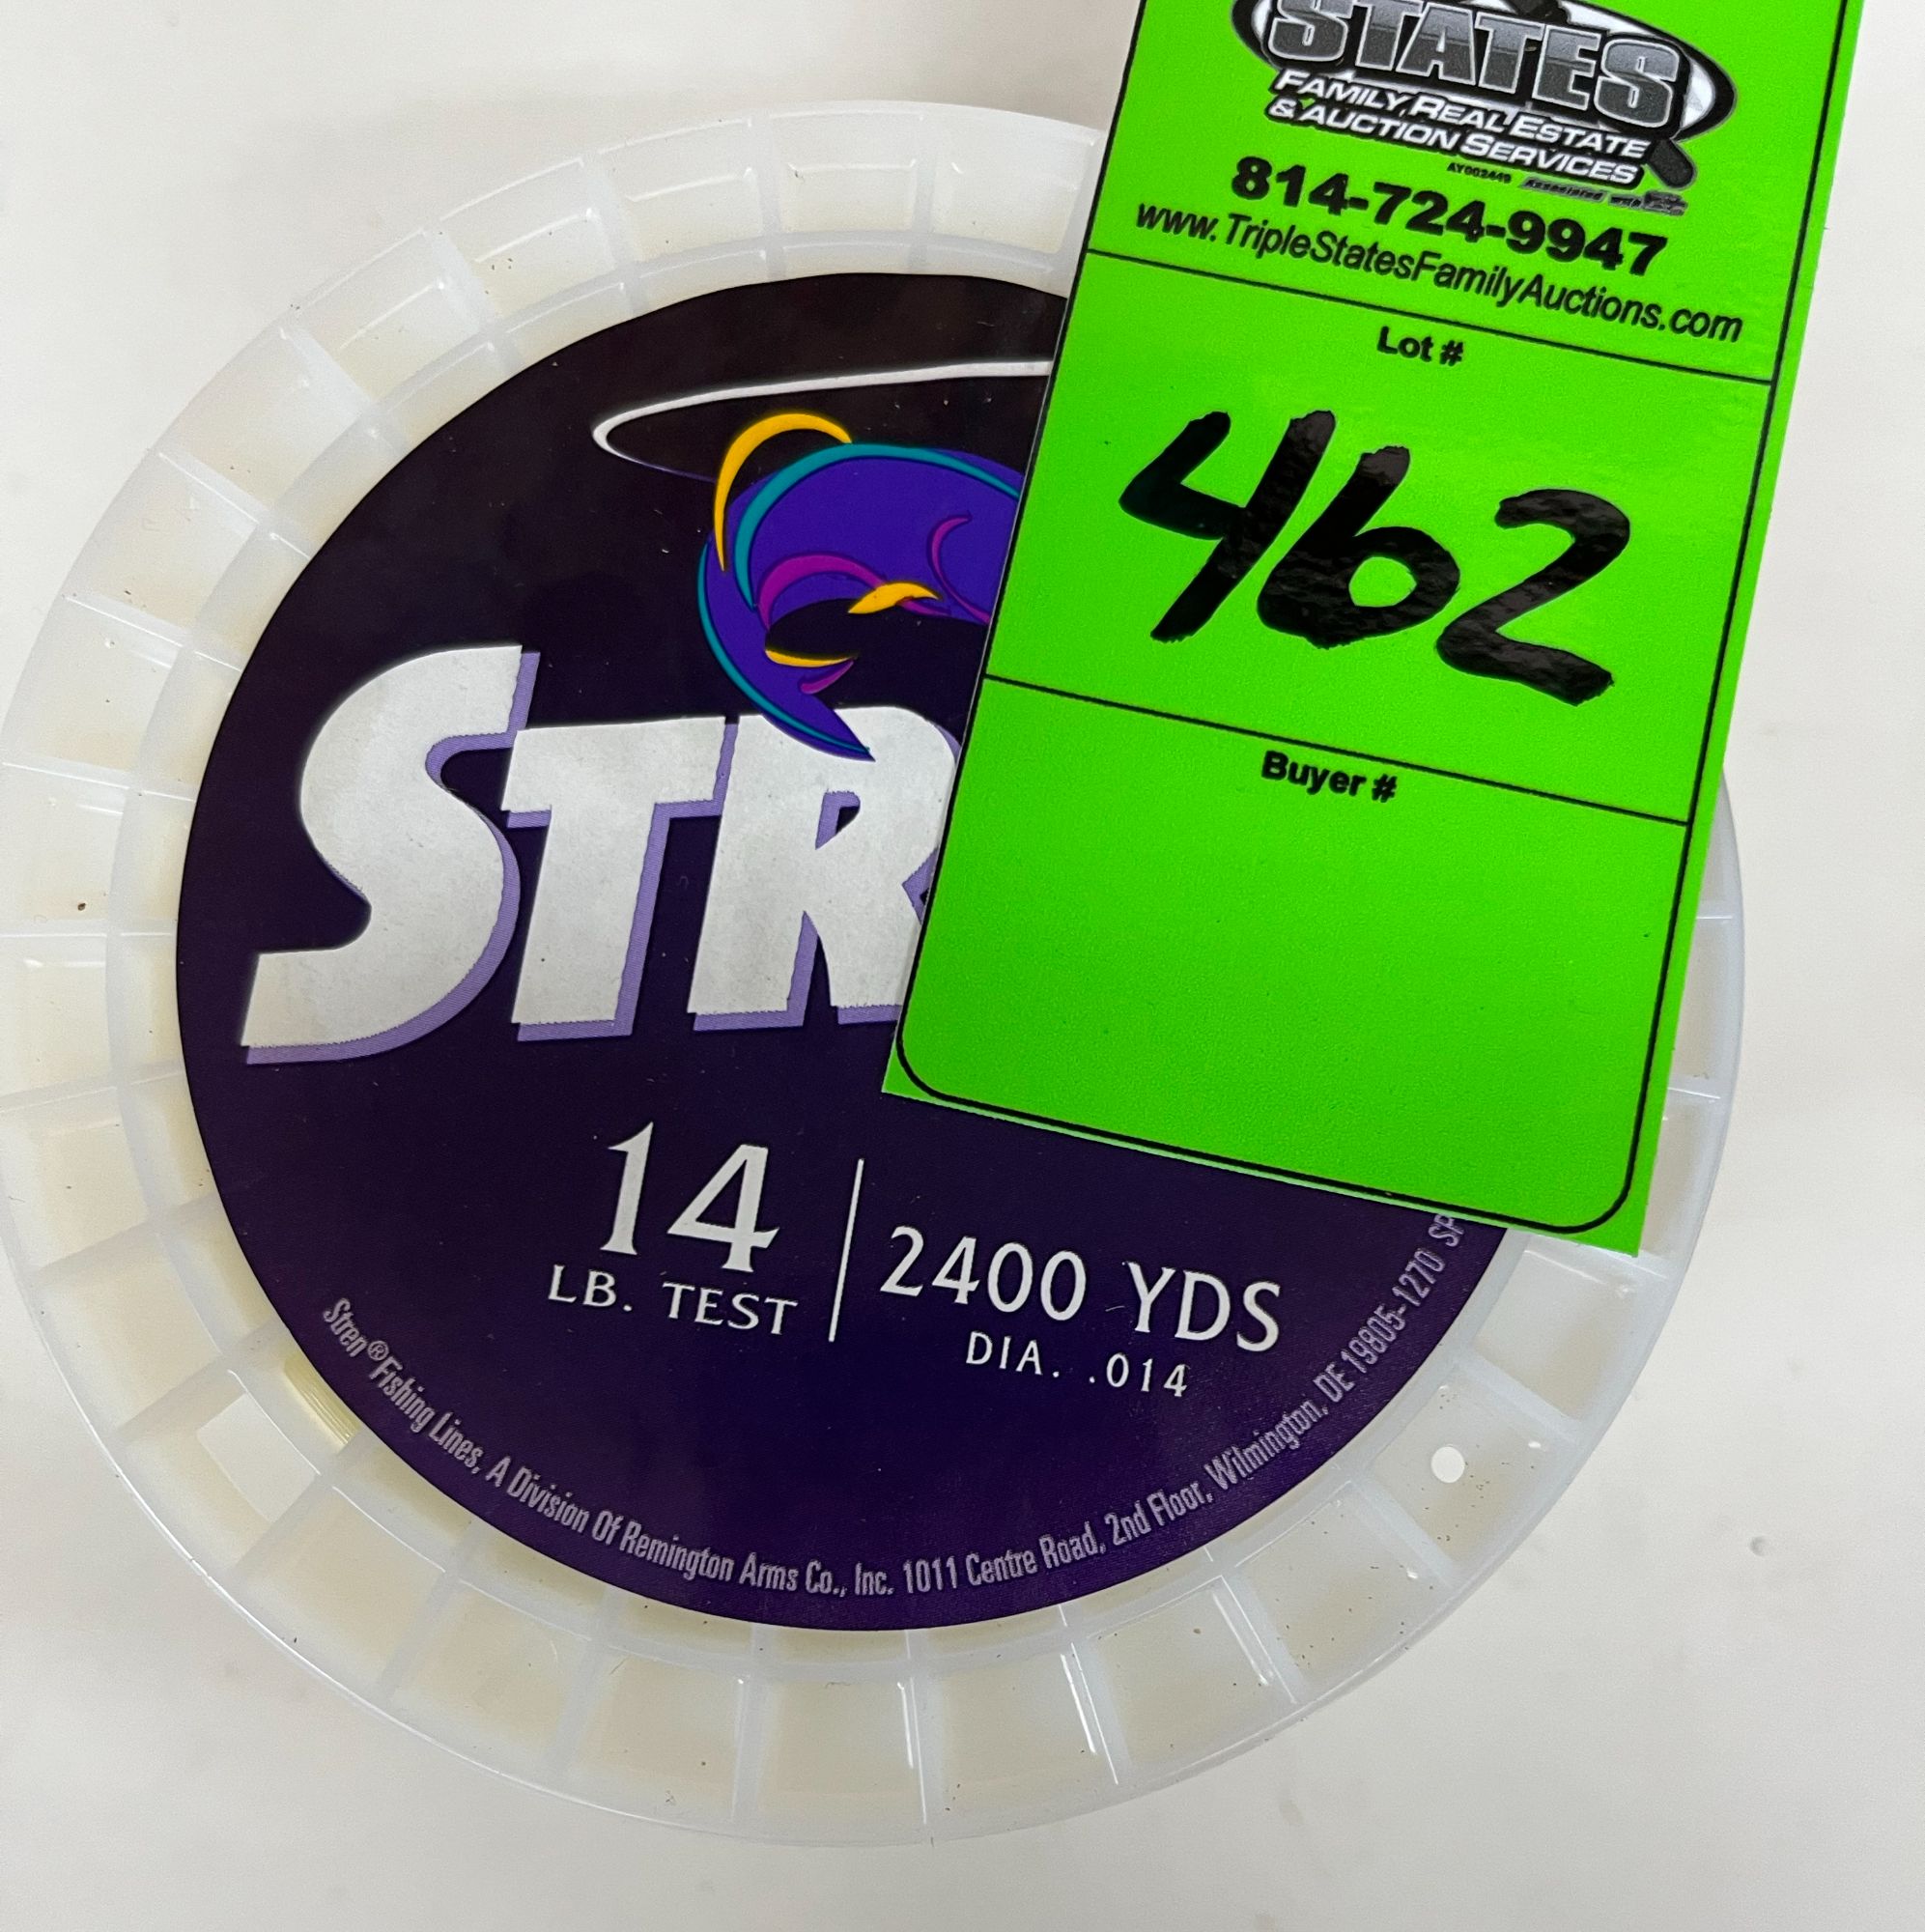 STATES
FAMILY, REAL ESTATE
& AUCTION SERVICES
AY002449
814-724-9947
www.TripleStatesFamilyAuctions.com
Lot #
462
Buyer #
STR
14
LB. TEST
2400 YDS
DIA. .014
Stren® Fishing Lines, A Division Of Remington Arms Co., Inc. 1011 Centre Road, 2nd Floor, Wilmington, DE 19805-1270 SP